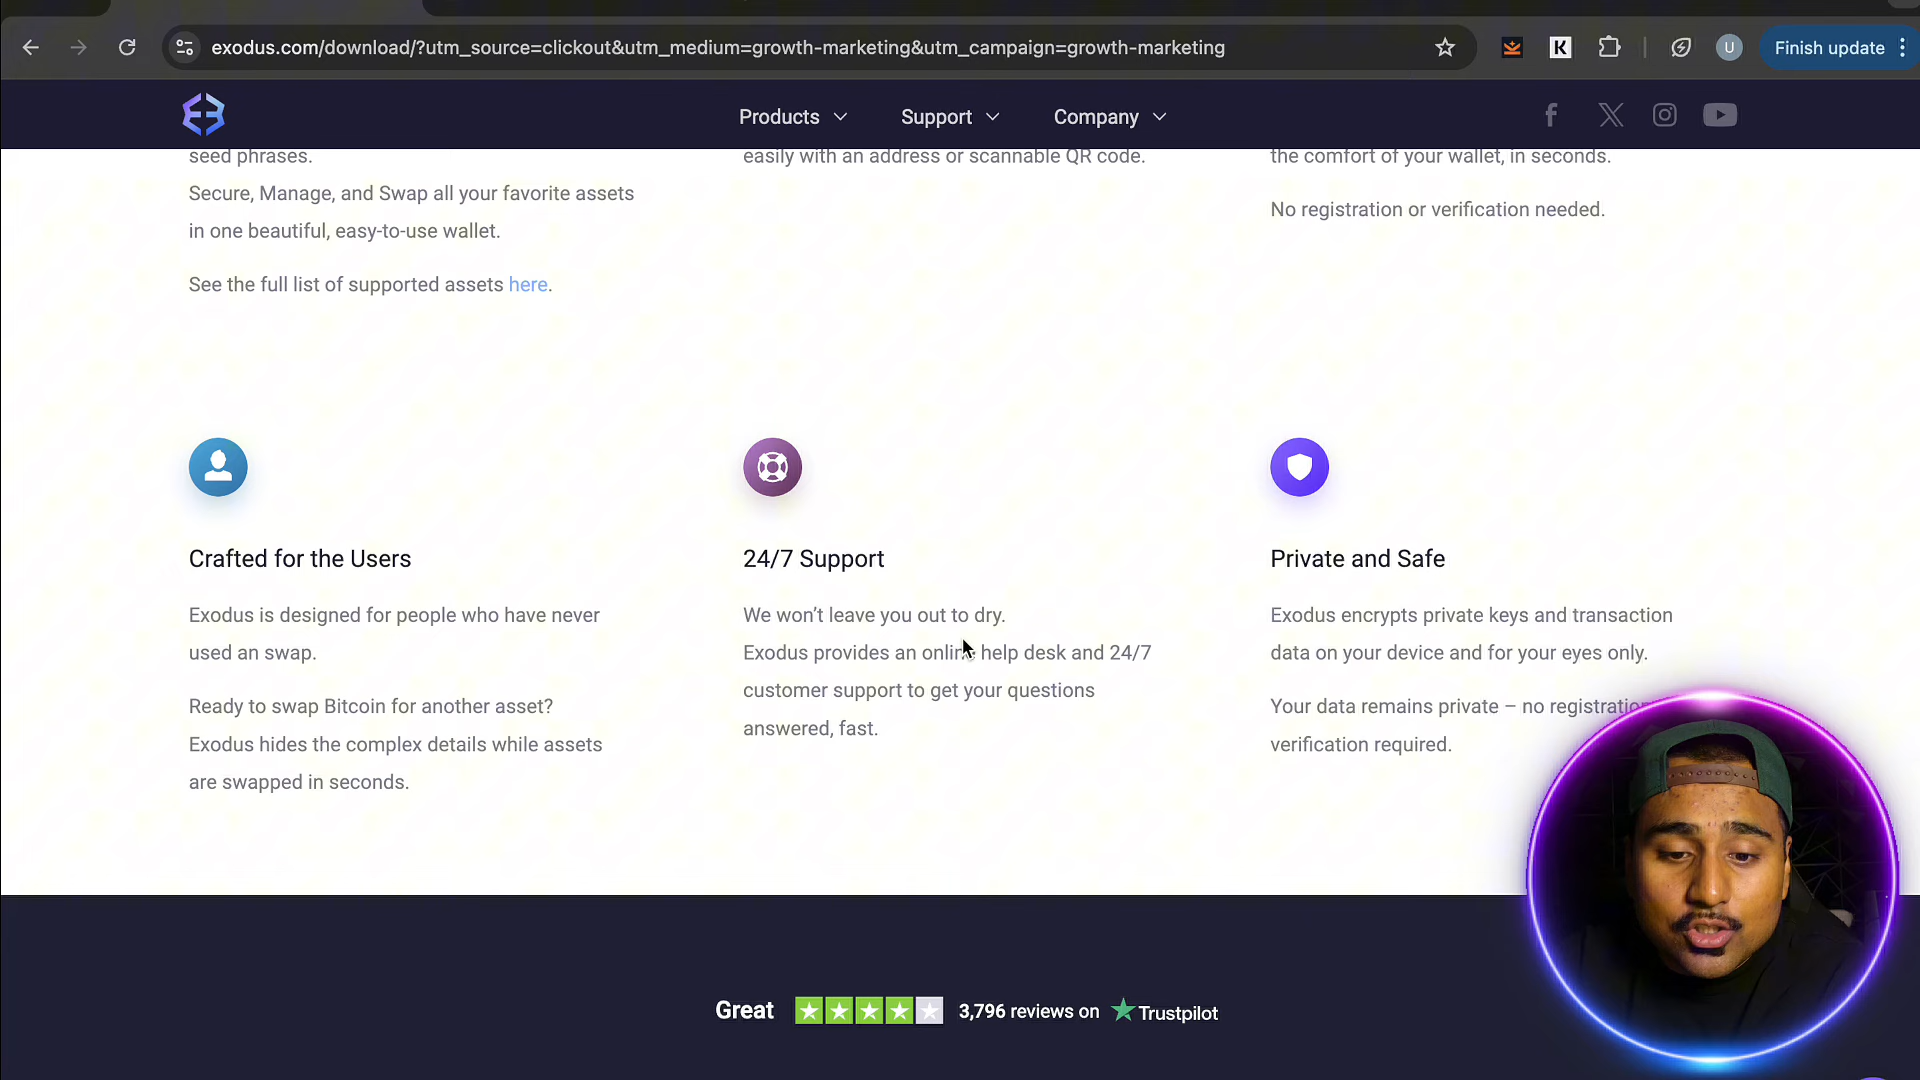 exodus.com/download/?utm_source=clickout&utm_medium=growth-marketing&utm_campaign=growth-marketing
K
U
Finish update
Products
Support
Company
seed phrases.
Secure, Manage, and Swap all your favorite assets
in one beautiful, easy-to-use wallet.
See the full list of supported assets here.
easily with an address or scannable QR code.
the comfort of your wallet, in seconds.
No registration or verification needed.
Crafted for the Users
Exodus is designed for people who have never
used an swap.
Ready to swap Bitcoin for another asset?
Exodus hides the complex details while assets
are swapped in seconds.
24/7 Support
We won’t leave you out to dry.
Exodus provides an online help desk and 24/7
customer support to get your questions
answered, fast.
Private and Safe
Exodus encrypts private keys and transaction
data on your device and for your eyes only.
Your data remains private – no registration
verification required.
Great
3,796 reviews on
Trustpilot